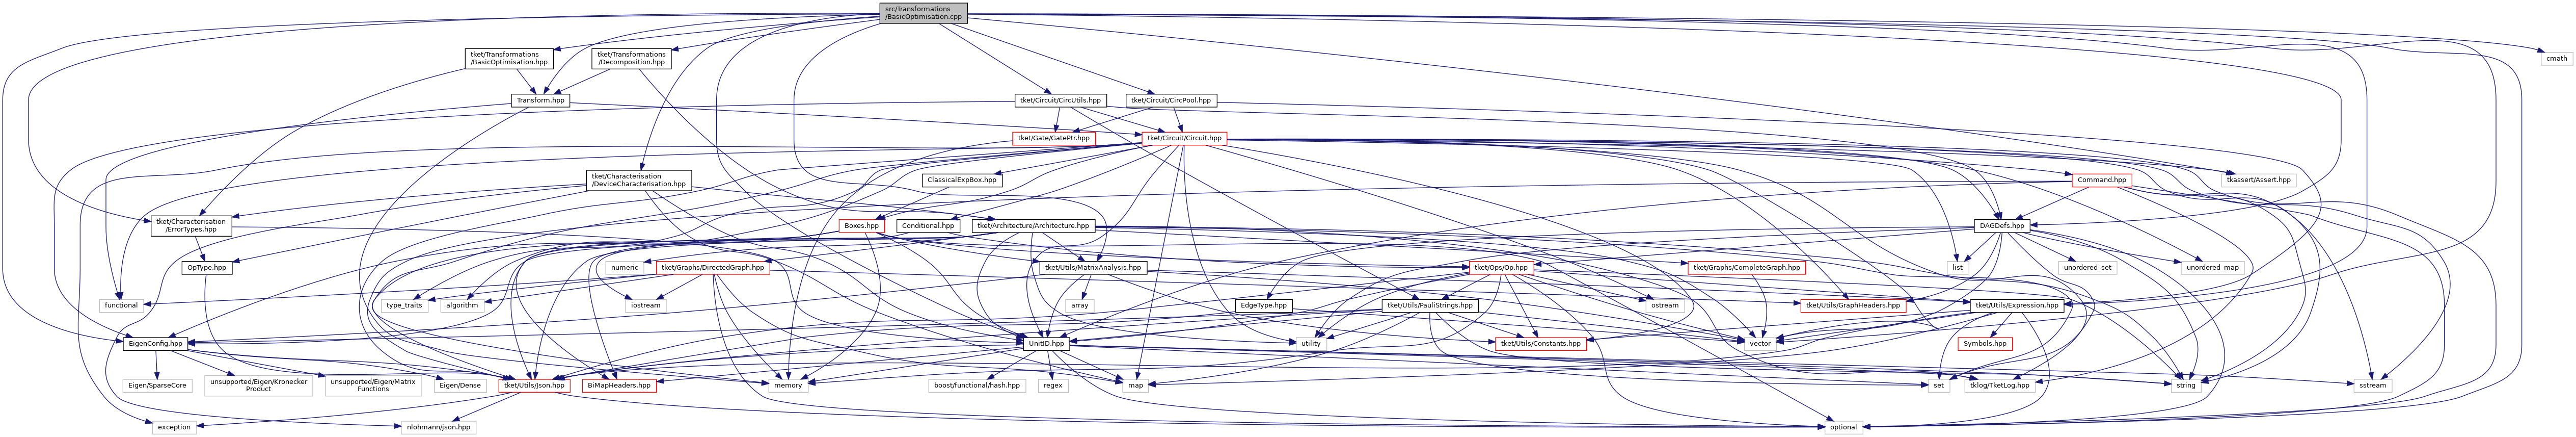 src/Transformations
/BasicOptimisation.cpp
cmath
tket/Transformations
/BasicOptimisation.hpp
tket/Transformations
/Decomposition.hpp
Transform.hpp
tket/Circuit/CircUtils.hpp
tket/Circuit/CircPool.hpp
tket/Gate/GatePtr.hpp
tket/Circuit/Circuit.hpp
tket/Characterisation
/DeviceCharacterisation.hpp
ClassicalExpBox.hpp
Command.hpp
tkassert/Assert.hpp
tket/Characterisation
/ErrorTypes.hpp
Boxes.hpp
Conditional.hpp
tket/Architecture/Architecture.hpp
DAGDefs.hpp
OpType.hpp
numeric
tket/Graphs/DirectedGraph.hpp
tket/Utils/MatrixAnalysis.hpp
tket/Ops/Op.hpp
tket/Graphs/CompleteGraph.hpp
list
unordered_set
unordered_map
functional
type_traits
algorithm
iostream
array
EdgeType.hpp
tket/Utils/PauliStrings.hpp
ostream
tket/Utils/GraphHeaders.hpp
tket/Utils/Expression.hpp
EigenConfig.hpp
UnitID.hpp
utility
tket/Utils/Constants.hpp
vector
Symbols.hpp
Eigen/SparseCore
unsupported/Eigen/Kronecker
Product
unsupported/Eigen/Matrix
Functions
Eigen/Dense
tket/Utils/Json.hpp
BiMapHeaders.hpp
memory
boost/functional/hash.hpp
regex
map
set
tklog/TketLog.hpp
string
sstream
exception
nlohmann/json.hpp
optional